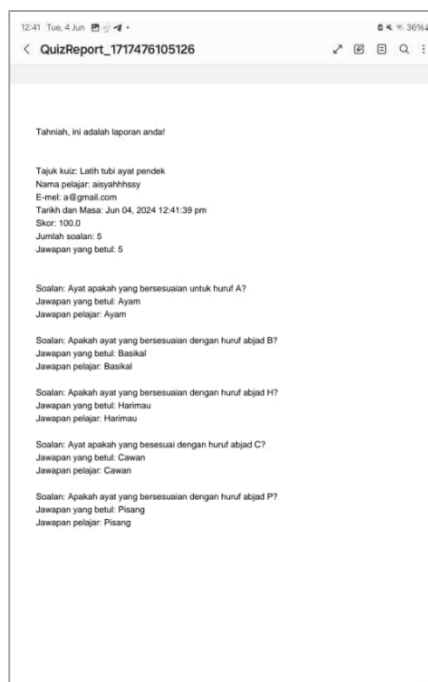 12:41 Tue, 4 Jun
36%
QuizReport_1717476105126
Tahniah, ini adalah laporan anda!
Tajuk kuiz: Latih tubi ayat pendek
Nama pelajar: aisyahhhssy
E-mel: a@gmail.com
Tarikh dan Masa: Jun 04, 2024 12:41:39 pm
Skor: 100.0
Jumlah soalan: 5
Jawapan yang betul: 5
Soalan: Ayat apakah yang bersesuaian untuk huruf A?
Jawapan yang betul: Ayam
Jawapan pelajar: Ayam
Soalan: Apakah ayat yang bersesuaian dengan huruf abjad B?
Jawapan yang betul: Basikal
Jawapan pelajar: Basikal
Soalan: Apakah ayat yang bersesuaian dengan huruf abjad H?
Jawapan yang betul: Harimau
Jawapan pelajar: Harimau
Soalan: Ayat apakah yang besesuai dengan huruf abjad C?
Jawapan yang betul: Cawan
Jawapan pelajar: Cawan
Soalan: Apakah ayat yang bersesuaian dengan huruf abjad P?
Jawapan yang betul: Pisang
Jawapan pelajar: Pisang